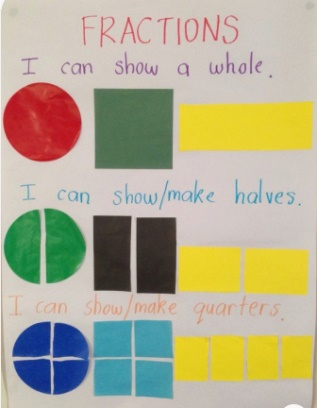 FRACTIONS
I can show a whole.
I can show/make halves.
I can show/make quarters.